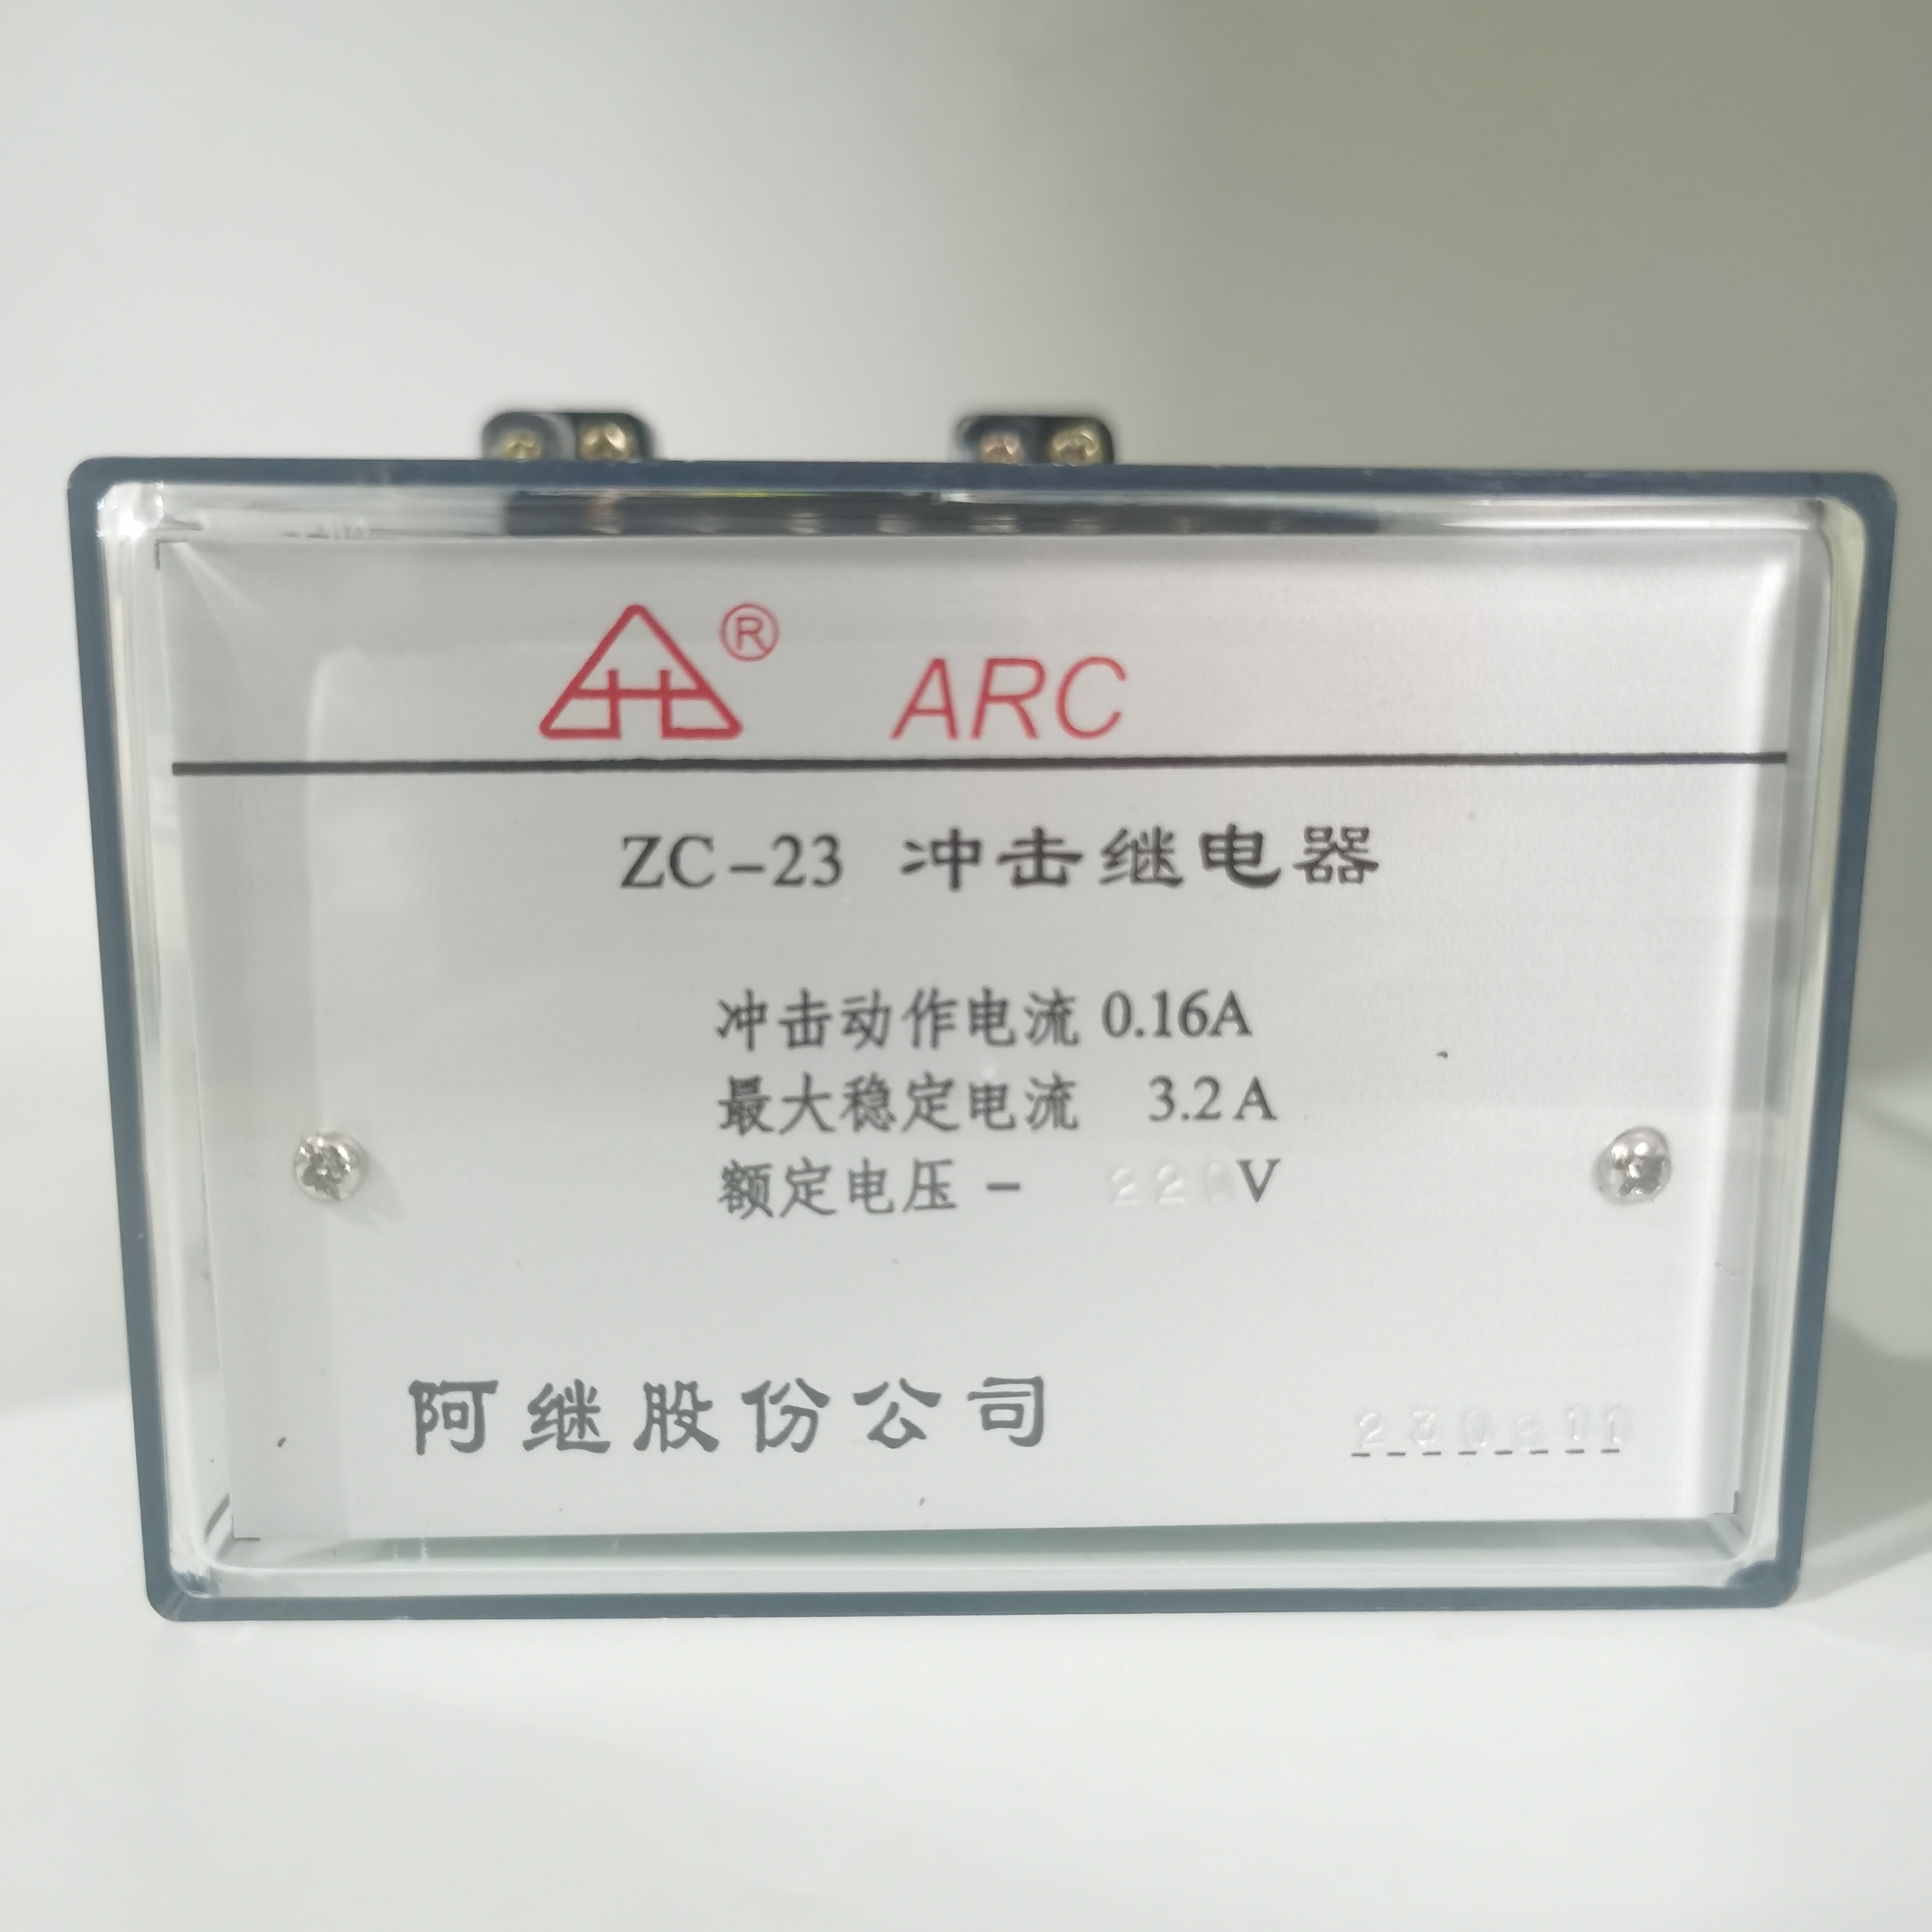 ® ARC
ZC-23 冲击继电器
冲击动作电流 0.16A
最大稳定电流 3.2A
额定电压 - 220V
阿继股份公司